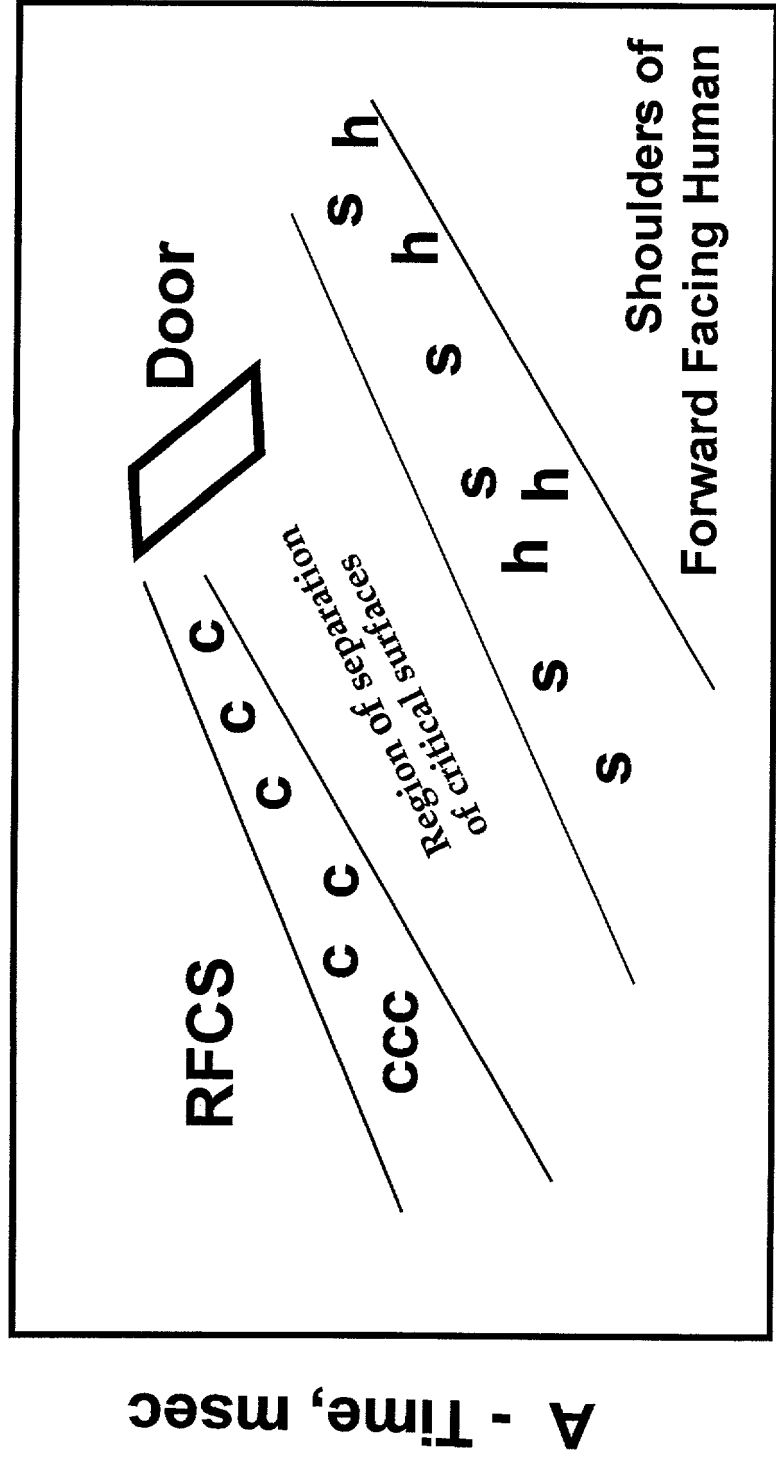 A - Time, msec
RFCS
Door
c
c
c
c c
ccc
Region of separation
of critical surfaces
s h
h
s
s
h
h
s
s
Shoulders of
Forward Facing Human